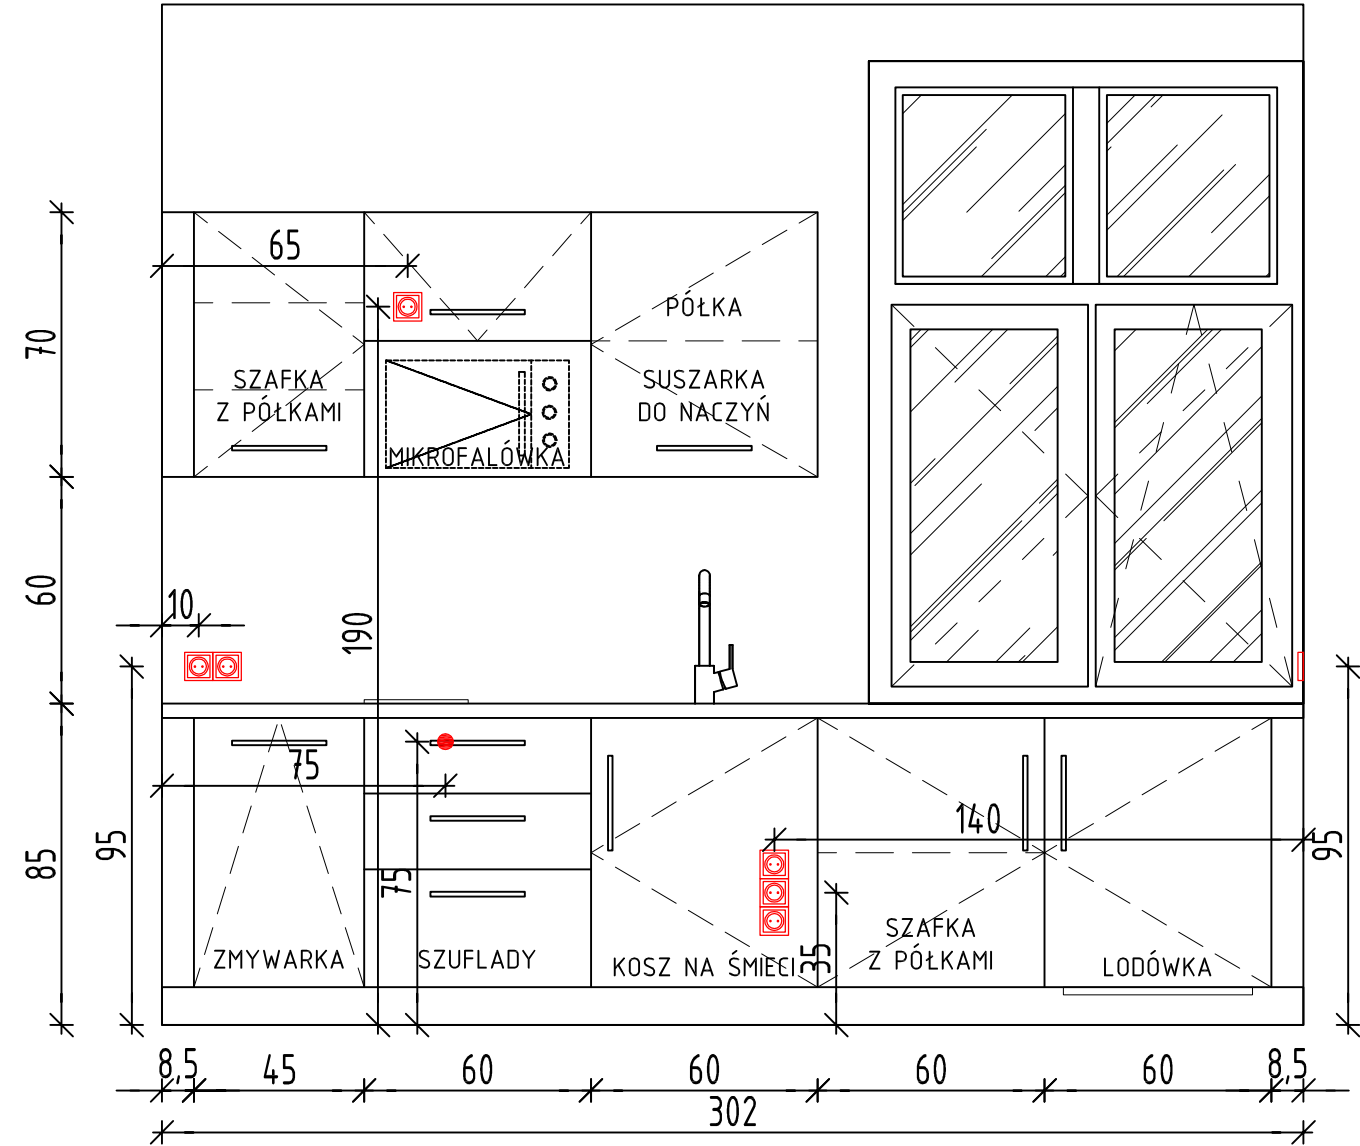 65
PÓŁKA
70
SZAFKA
Z PÓŁKAMI
SUSZARKA
DO NACZYŃ
MIKROFALÓWKA
60
10
190
75
140
95
95
85
75
SZAFKA
Z PÓŁKAMI
35
ZMYWARKA
SZUFLADY
KOSZ NA ŚMIECI
LODÓWKA
8,5
45
60
60
60
60
8,5
302